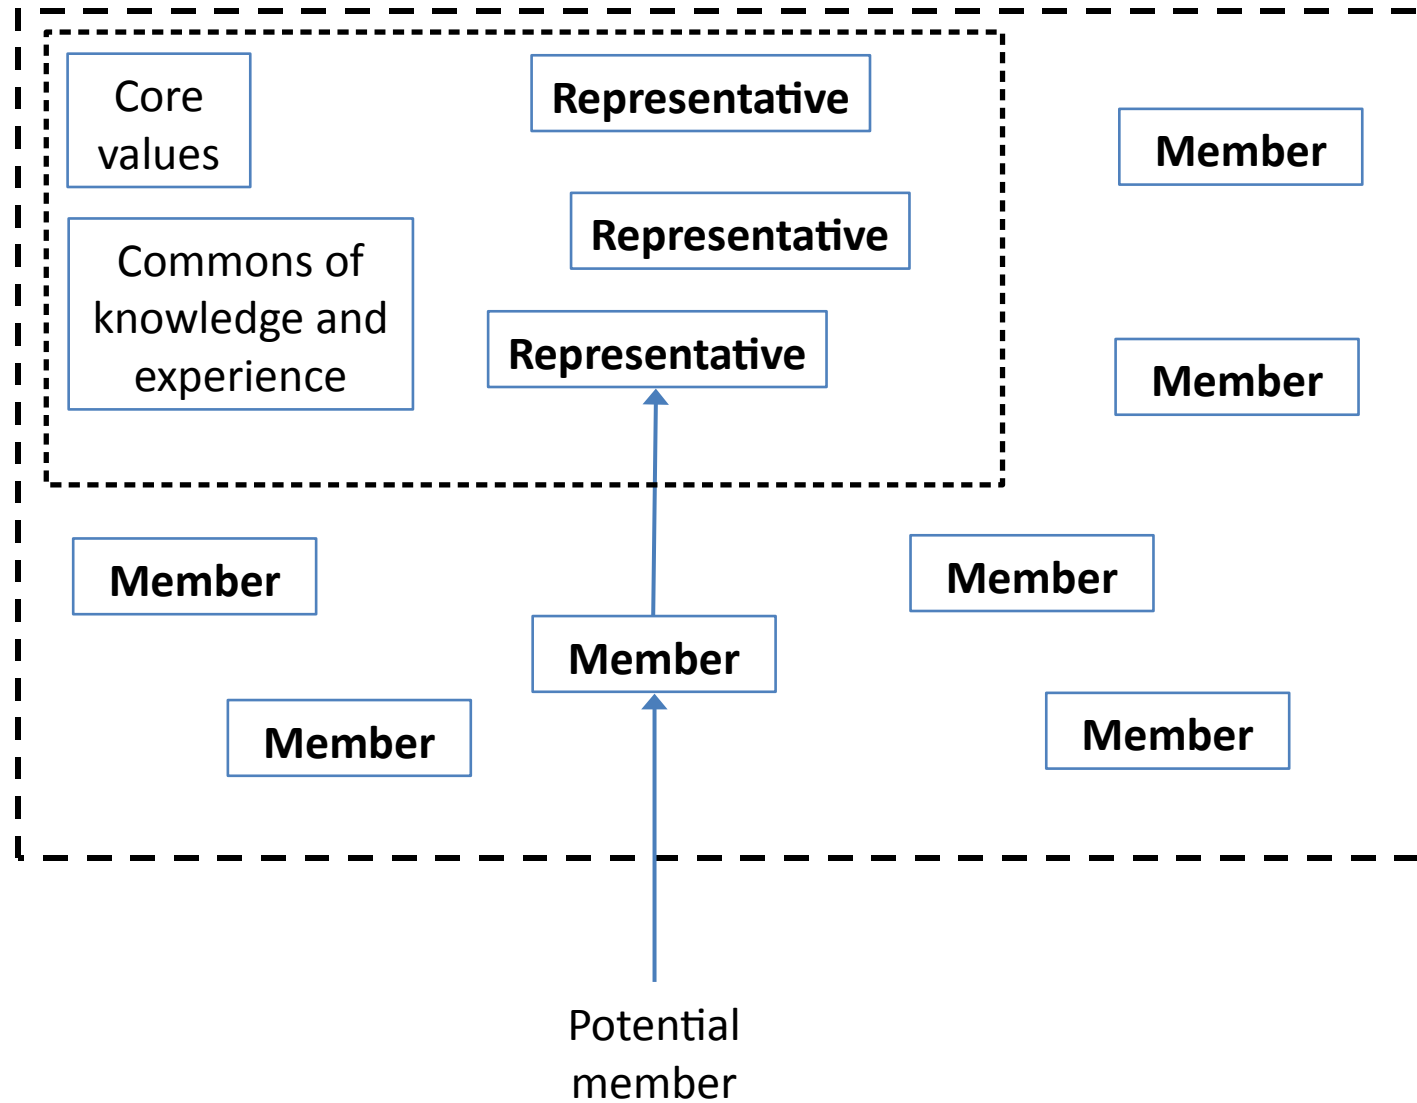 Core
values
Representative
Member
Representative
Commons of
knowledge and
experience
Representative
Member
Member
Member
Member
Member
Member
Potential
member